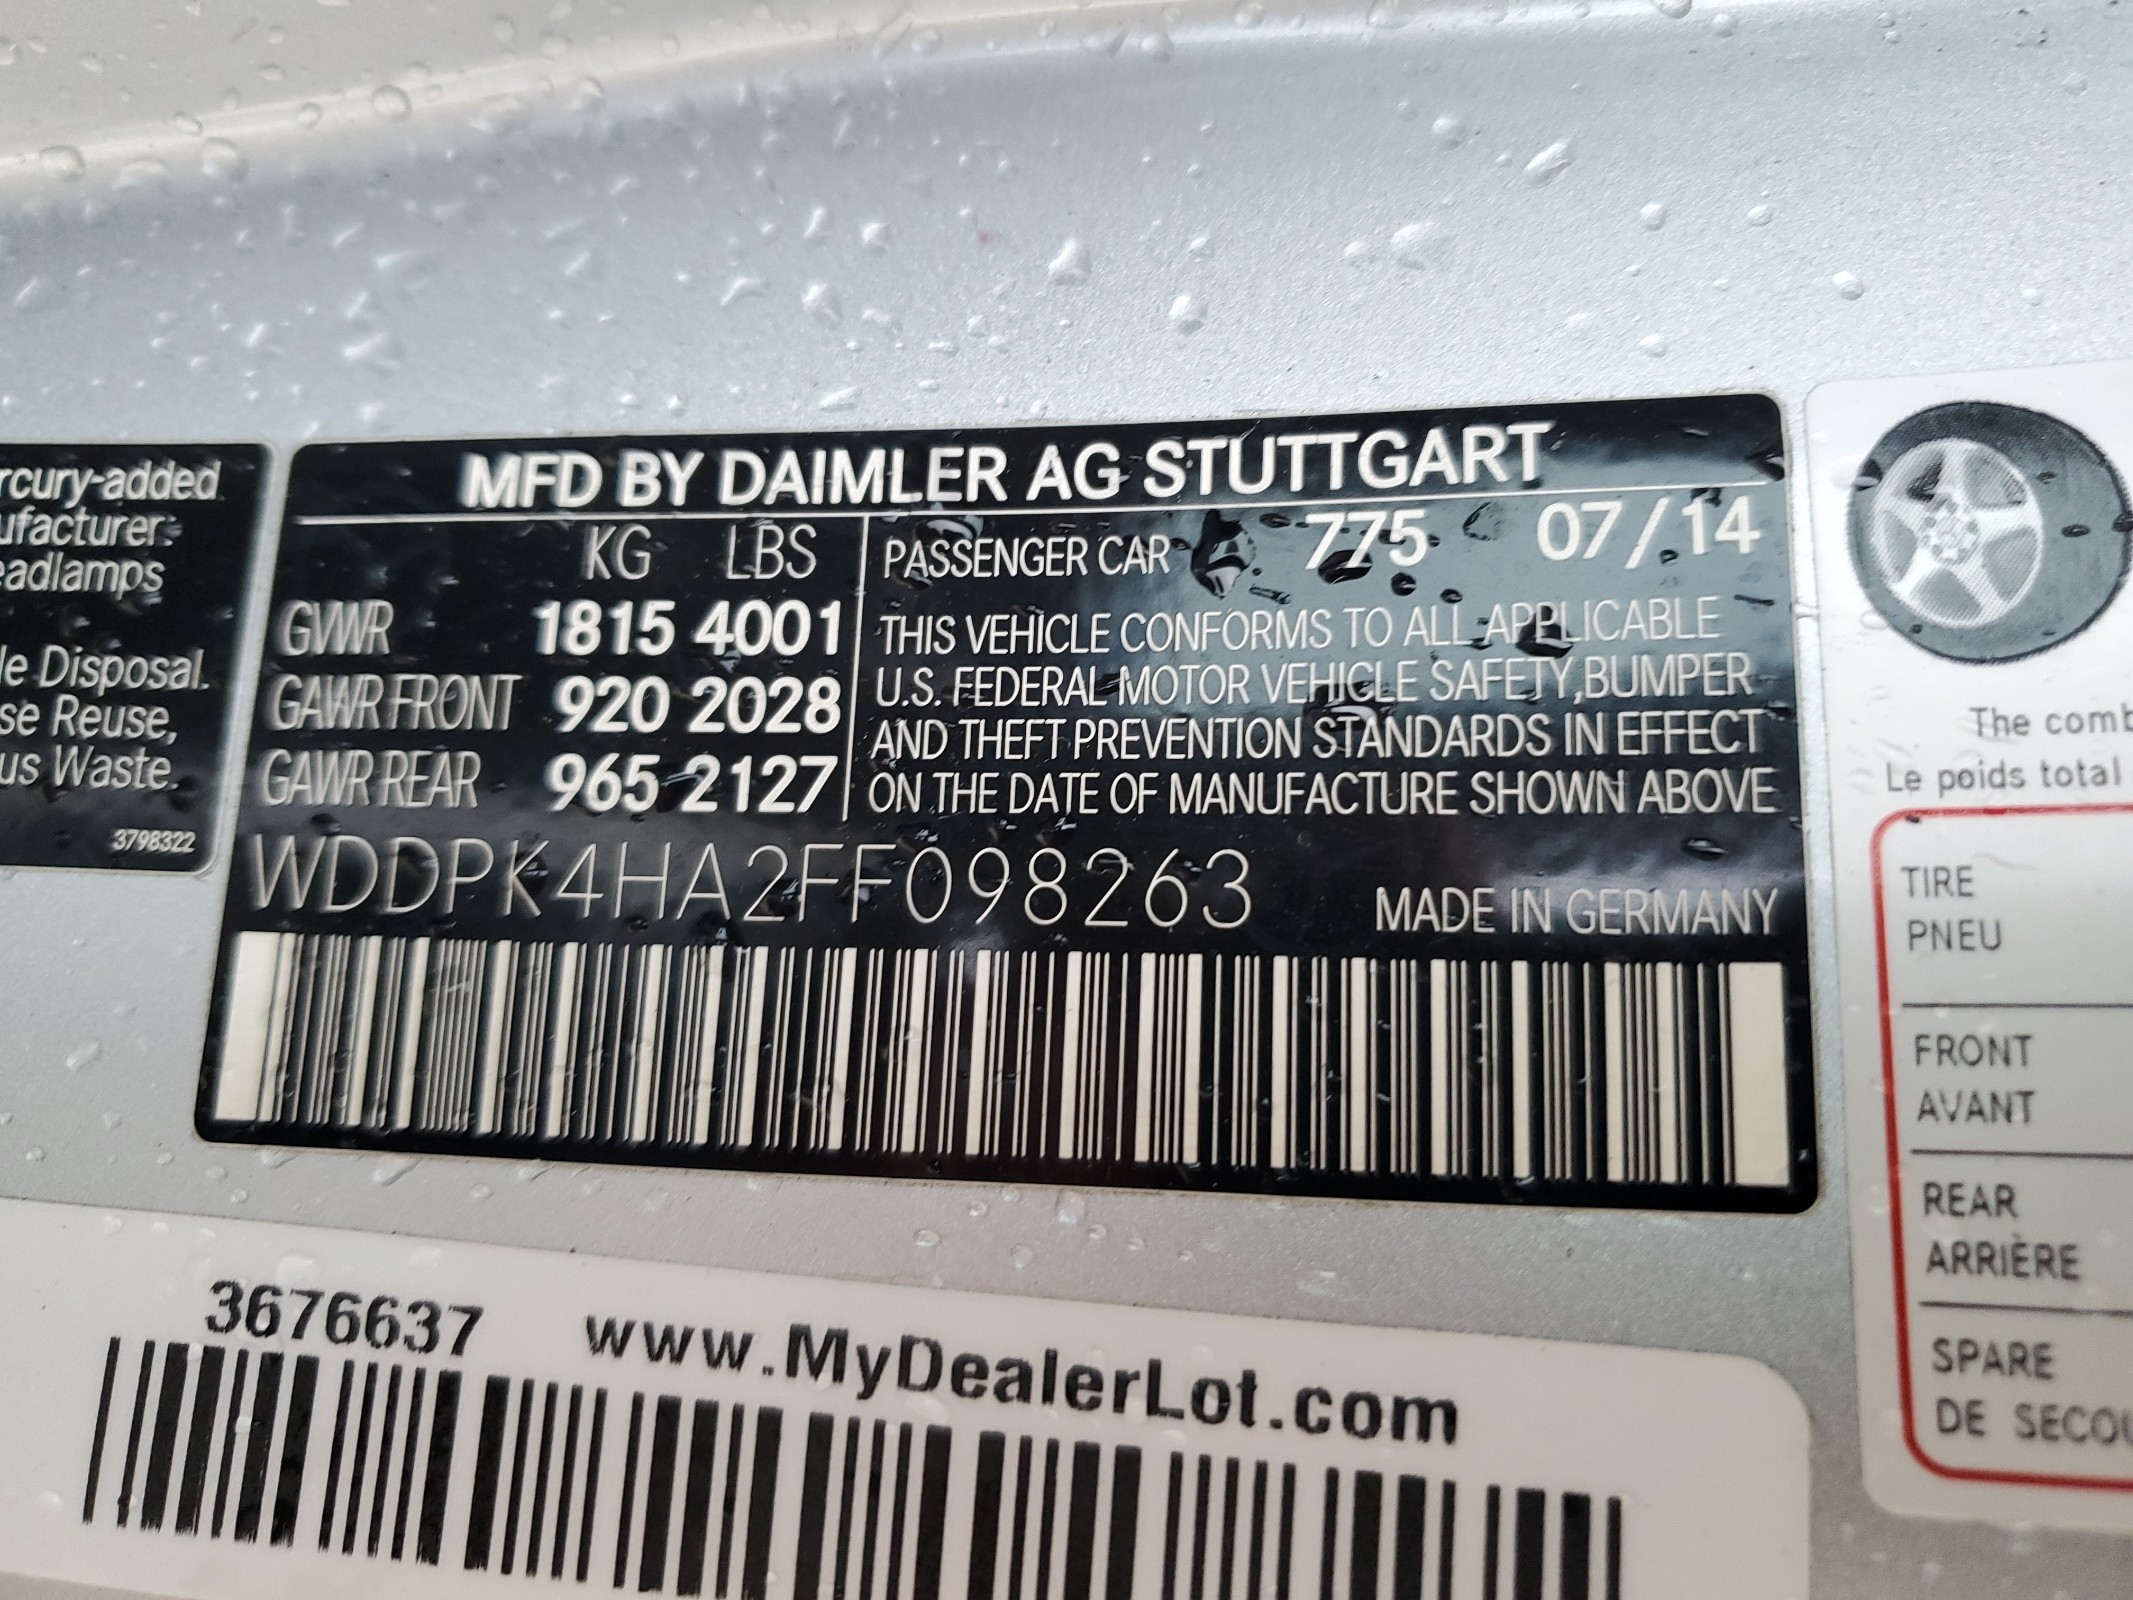 rcury-added
ufacturer:
eadlamps
le Disposal.
se Reuse,
us Waste.
3798322
MFD BY DAIMLER AG STUTTGART
KG LBS
GVWR 1815 4001
GAWR FRONT 920 2028
GAWR REAR 965 2127
PASSENGER CAR 775 07/14
THIS VEHICLE CONFORMS TO ALL APPLICABLE
U.S. FEDERAL MOTOR VEHICLE SAFETY,BUMPER
AND THEFT PREVENTION STANDARDS IN EFFECT
ON THE DATE OF MANUFACTURE SHOWN ABOVE
WDDPK4HA2FF098263
MADE IN GERMANY
The comb
Le poids total
TIRE
PNEU
FRONT
AVANT
REAR
ARRIÈRE
SPARE
DE SECOU
3676637 www.MyDealerLot.com